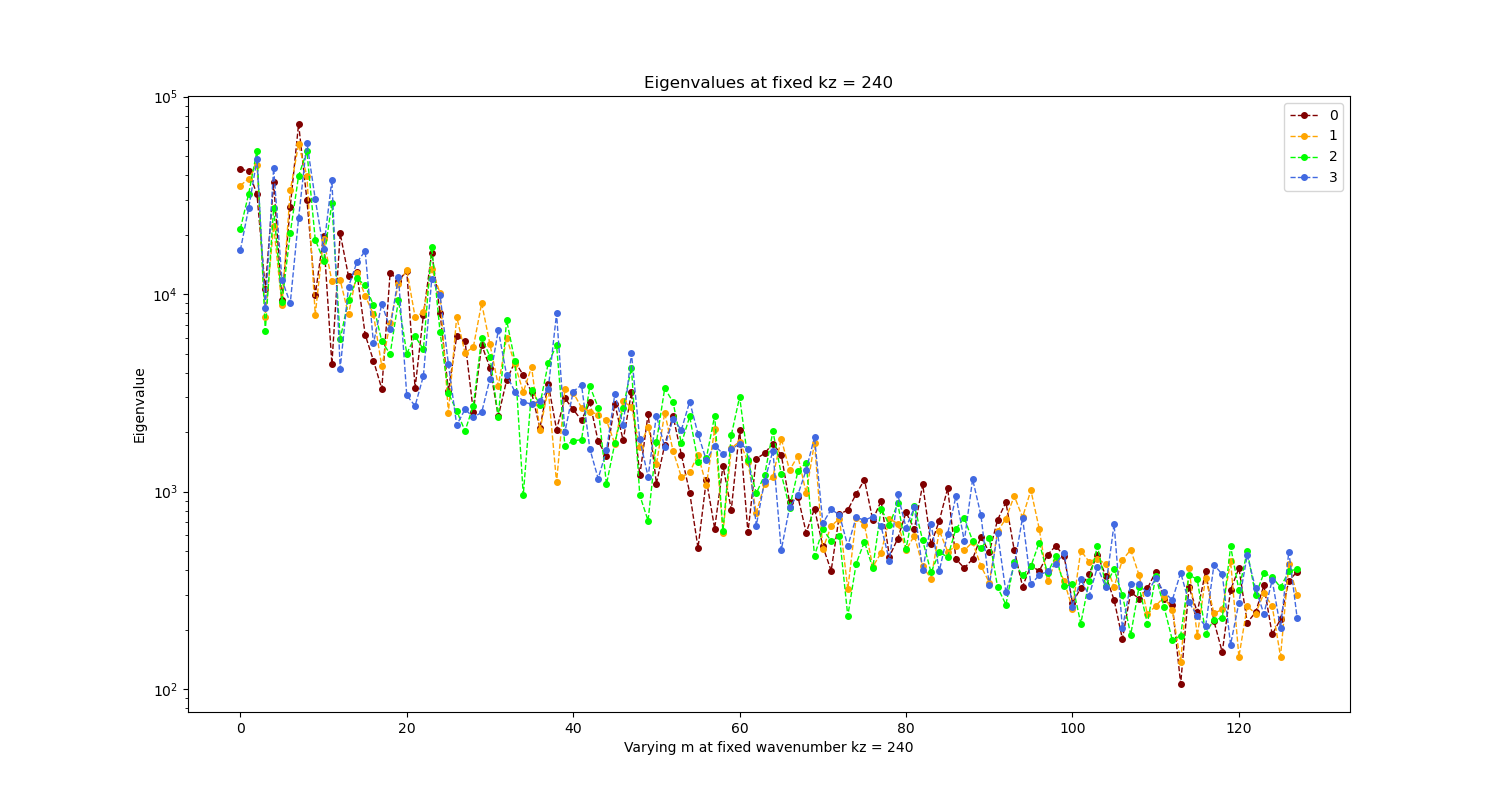 Eigenvalues at fixed kz = 240
10^5
10^4
10^3
10^2
Eigenvalue
0
1
2
3
0 20 40 60 80 100 120
Varying m at fixed wavenumber kz = 240